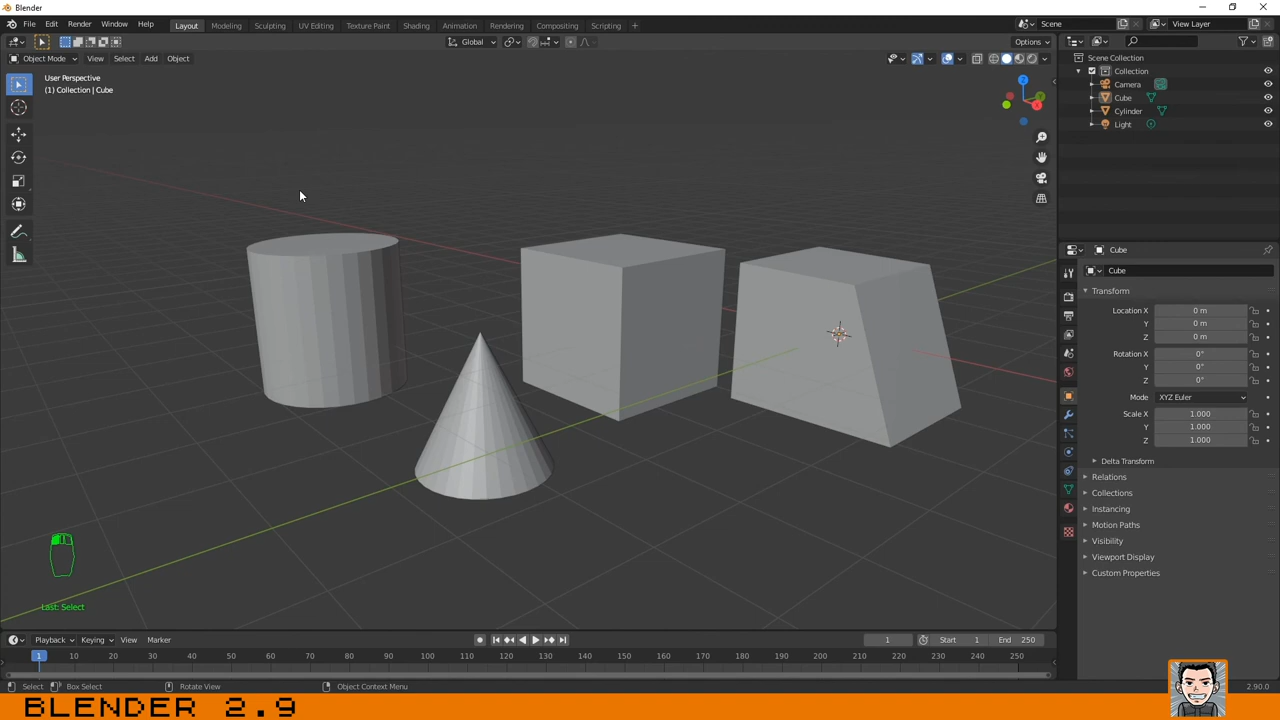 Blender
File Edit Render Window Help Layout Modeling Sculpting UV Editing Texture Paint Shading Animation Rendering Compositing Scripting + Scene View Layer
Global Options
Object Mode View Select Add Object
User Perspective
(1) Collection | Cube
Z
Y
X
Scene Collection
Collection
Camera
Cube
Cylinder
Light
Cube
Cube
Transform
Location X 0 m
Y 0 m
Z 0 m
Rotation X 0°
Y 0°
Z 0°
Mode XYZ Euler
Scale X 1.000
Y 1.000
Z 1.000
Delta Transform
Relations
Collections
Instancing
Motion Paths
Visibility
Viewport Display
Custom Properties
Last: Select
Playback Keying View Marker 1 Start 1 End 250
1 10 20 30 40 50 60 70 80 90 100 110 120 130 140 150 160 170 180 190 200 210 220 230 240 250
Select Box Select Rotate View Object Context Menu 2.90.0
BLENDER 2.9